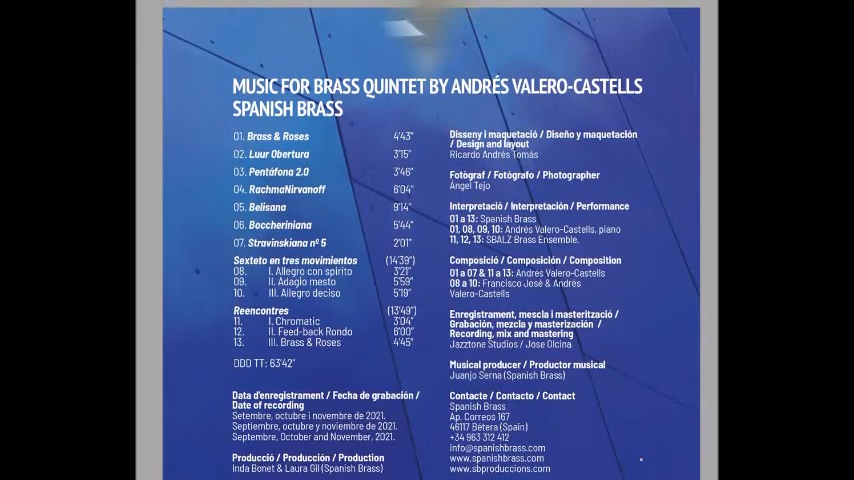 MUSIC FOR BRASS QUINTET BY ANDRÉS VALERO-CASTELLS
SPANISH BRASS
01. Brass & Roses 4'43"
02. Luur Obertura 3'15"
03. Pentáfona 2.0 3'46"
04. RachmaNirvanoff 6'04"
05. Belisana 9'14"
06. Boccheriniana 5'44"
07. Stravinskiana nº 5 2'01"
Sexteto en tres movimientos (14'39")
08. I. Allegro con spirito 3'21"
09. II. Adagio mesto 5'59"
10. III. Allegro deciso 5'19"
Reencontres (13'49")
11. I. Chromatic 3'04"
12. II. Feed-back Rondo 6'00"
13. III. Brass & Roses 4'45"
DDD TT: 63'42"
Data d'enregistrament / Fecha de grabación /
Date of recording
Setembre, octubre i novembre de 2021.
Septiembre, octubre y noviembre de 2021.
Septembre, October and November, 2021.
Producció / Producción / Production
Inda Bonet & Laura Gil (Spanish Brass)
Disseny i maquetació / Diseño y maquetación
/ Design and layout
Ricardo Andrés Tomás
Fotògraf / Fotógrafo / Photographer
Ángel Tejo
Interpretació / Interpretación / Performance
01 a 13: Spanish Brass
01, 08, 09, 10: Andrés Valero-Castells, piano
11, 12, 13: SBALZ Brass Ensemble.
Composició / Composición / Composition
01 a 07 & 11 a 13: Andrés Valero-Castells
08 a 10: Francisco José & Andrés
Valero-Castells
Enregistrament, mescla i masterització /
Grabación, mezcla y masterización /
Recording, mix and mastering
Jazztone Studios / Jose Olcina
Musical producer / Productor musical
Juanjo Serna (Spanish Brass)
Contacte / Contacto / Contact
Spanish Brass
Ap. Correos 167
46117 Bétera (Spain)
+34 963 312 412
info@spanishbrass.com
www.spanishbrass.com
www.sbproduccions.com